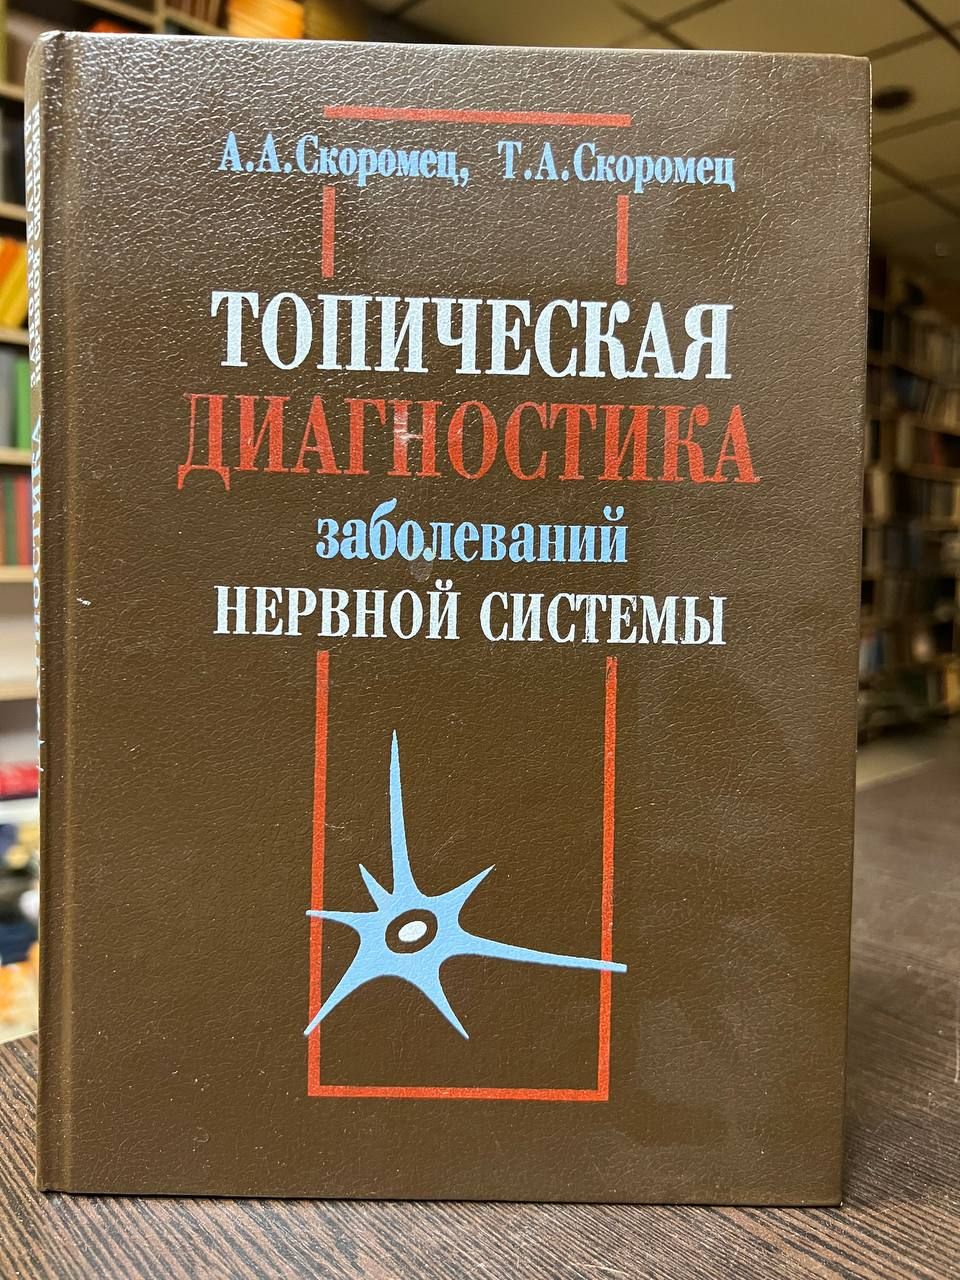 А.А.Скоромец, Т.А.Скоромец
ТОПИЧЕСКАЯ
ДИАГНОСТИКА
заболеваний
НЕРВНОЙ СИСТЕМЫ